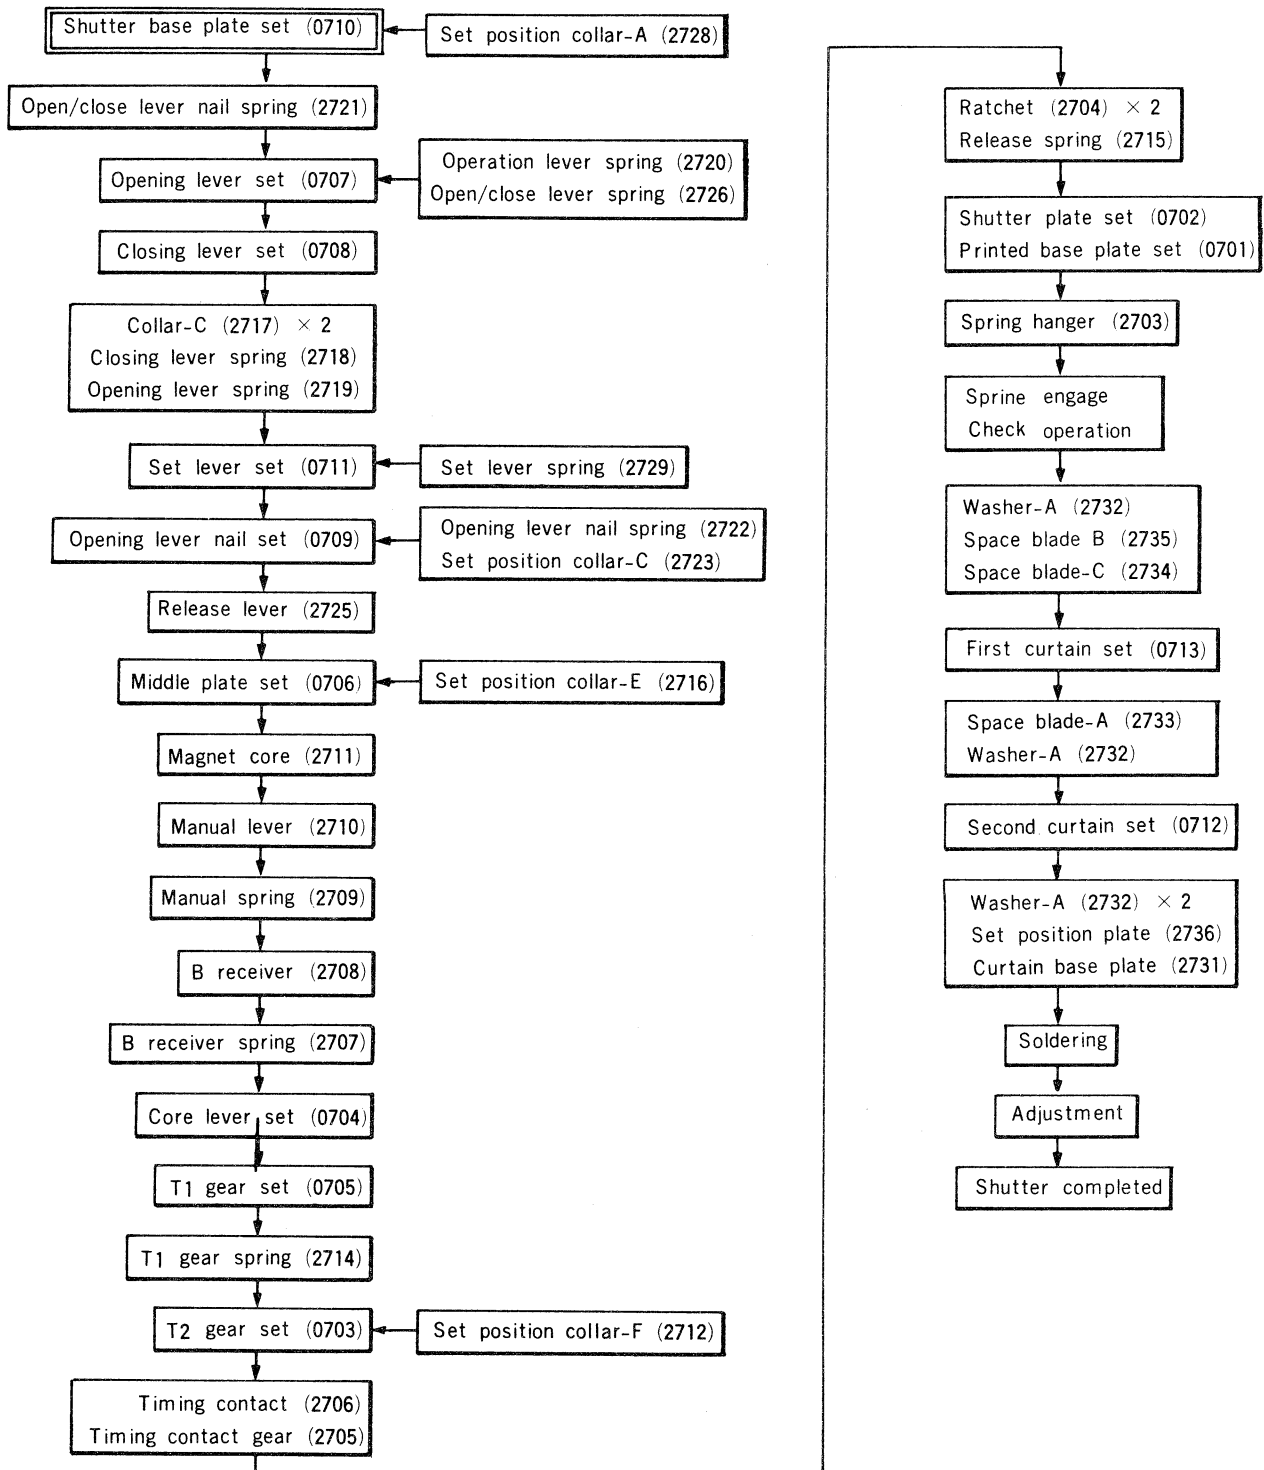 Shutter base plate set (0710)
Set position collar-A (2728)
Open/close lever nail spring (2721)
Opening lever set (0707)
Operation lever spring (2720)
Open/close lever spring (2726)
Closing lever set (0708)
Collar-C (2717) × 2
Closing lever spring (2718)
Opening lever spring (2719)
Set lever set (0711)
Set lever spring (2729)
Opening lever nail set (0709)
Opening lever nail spring (2722)
Set position collar-C (2723)
Release lever (2725)
Middle plate set (0706)
Set position collar-E (2716)
Magnet core (2711)
Manual lever (2710)
Manual spring (2709)
B receiver (2708)
B receiver spring (2707)
Core lever set (0704)
T1 gear set (0705)
T1 gear spring (2714)
T2 gear set (0703)
Set position collar-F (2712)
Timing contact (2706)
Timing contact gear (2705)
Ratchet (2704) × 2
Release spring (2715)
Shutter plate set (0702)
Printed base plate set (0701)
Spring hanger (2703)
Sprine engage
Check operation
Washer-A (2732)
Space blade B (2735)
Space blade-C (2734)
First curtain set (0713)
Space blade-A (2733)
Washer-A (2732)
Second curtain set (0712)
Washer-A (2732) × 2
Set position plate (2736)
Curtain base plate (2731)
Soldering
Adjustment
Shutter completed